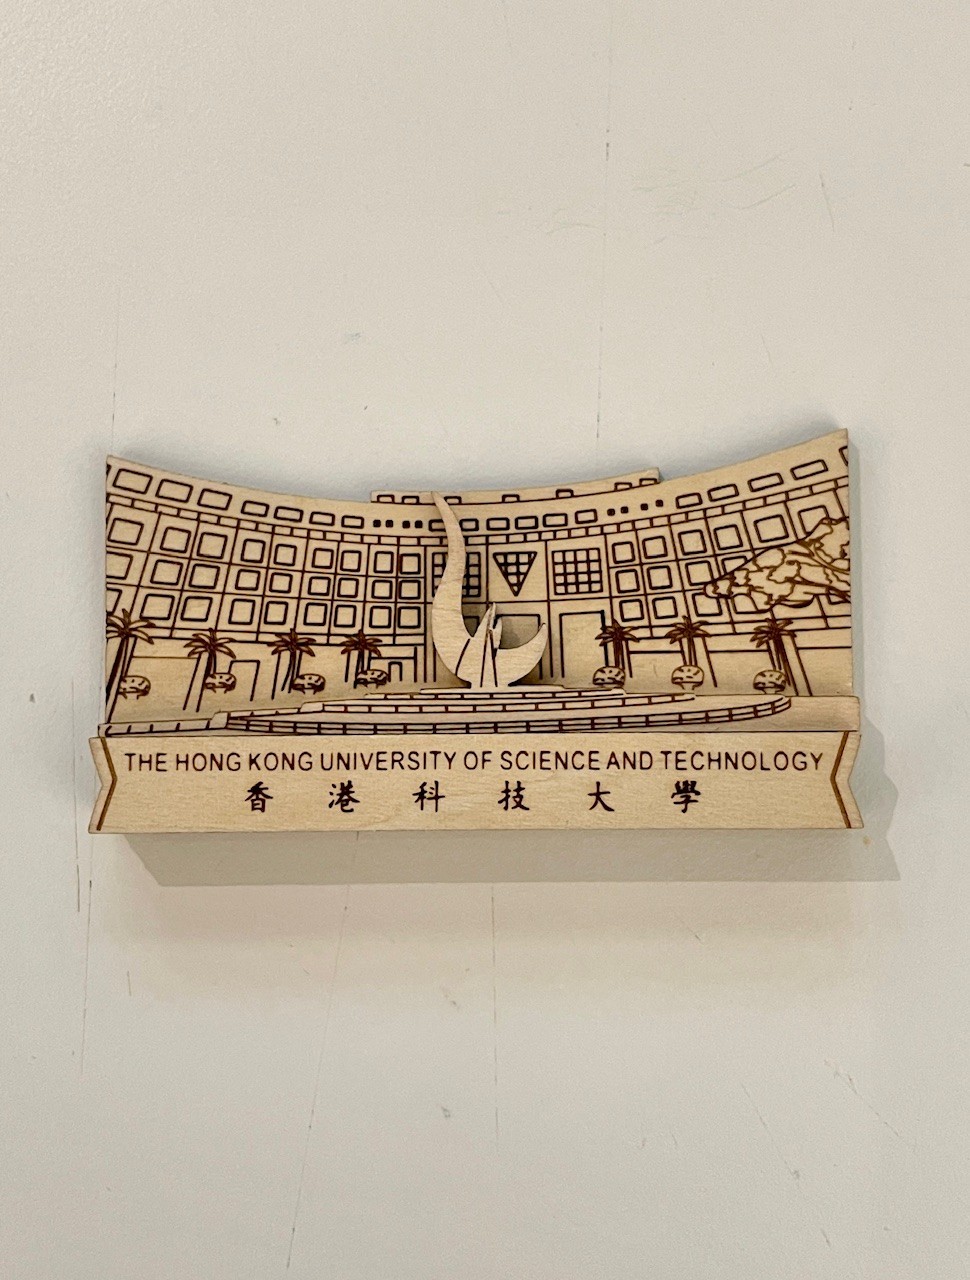 THE HONG KONG UNIVERSITY OF SCIENCE AND TECHNOLOGY
香港科技大學